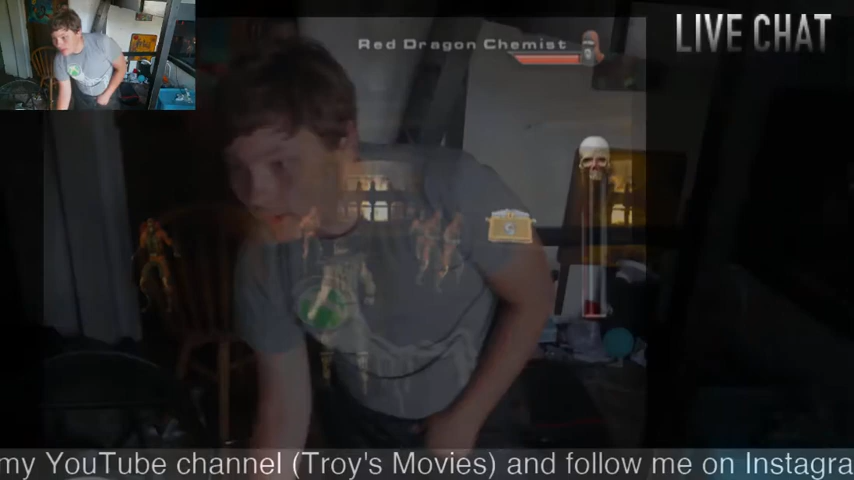 Red Dragon Chemist
LIVE CHAT
my YouTube channel (Troy's Movies) and follow me on Instagra